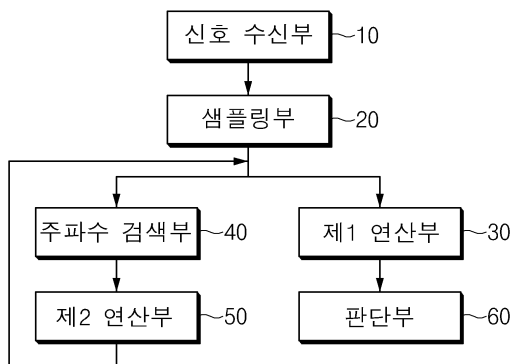 신호 수신부 10
샘플링부 20
주파수 검색부 40
제1 연산부 30
제2 연산부 50
판단부 60